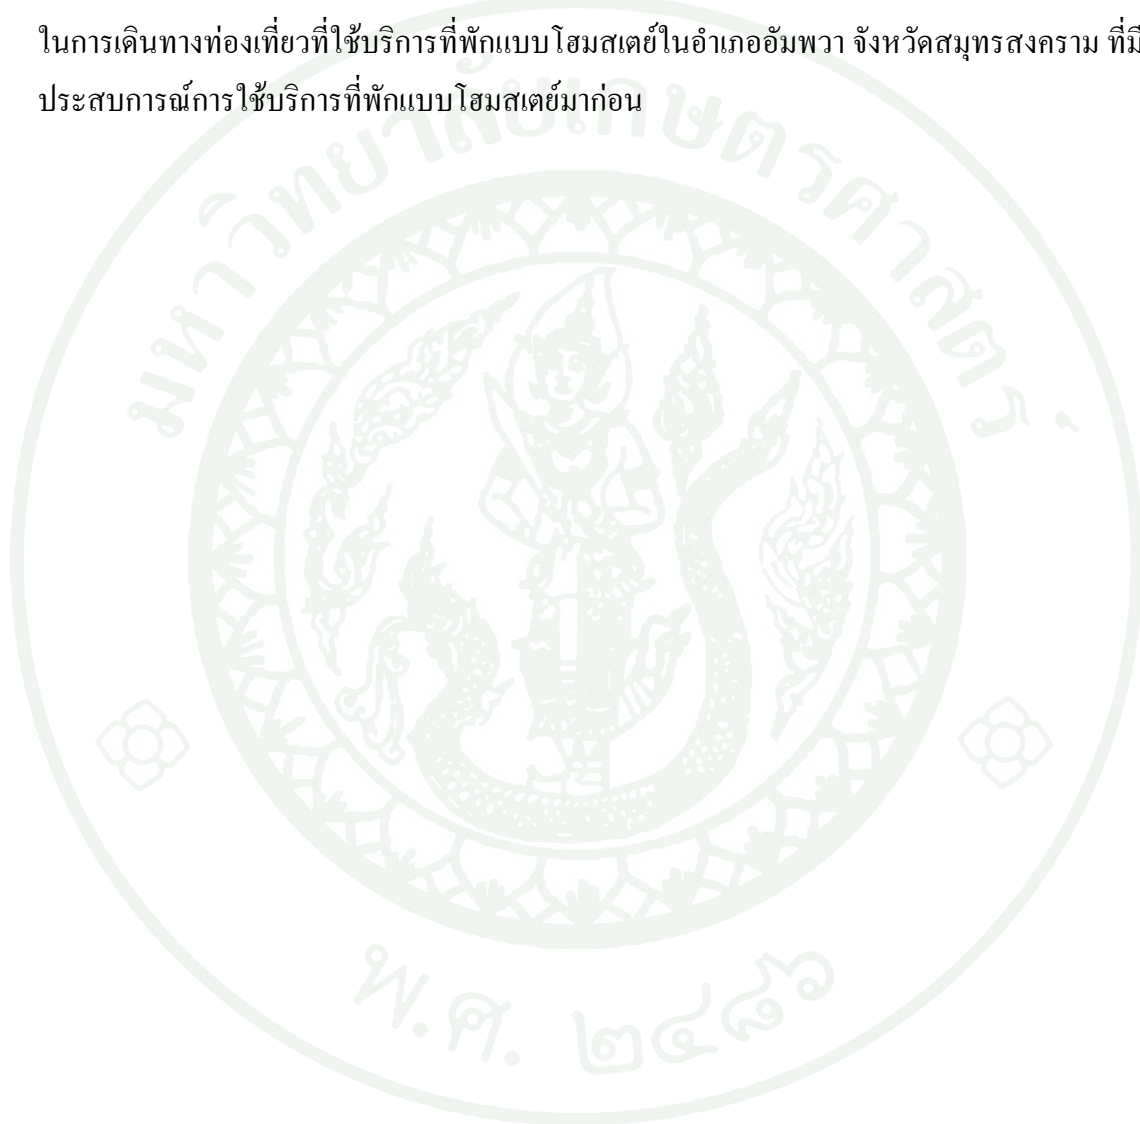 ในการเดินทางท่องเที่ยวที่ใช้บริการที่พักแบบโฮมสเตย์ในอำเภออัมพวา จังหวัดสมุทรสงคราม ที่มี
ประสบการณ์การใช้บริการที่พักแบบโฮมสเตย์มาก่อน
มหาวิทยาลัยเกษตรศาสตร์
พ.ศ. ๒๔๘๖